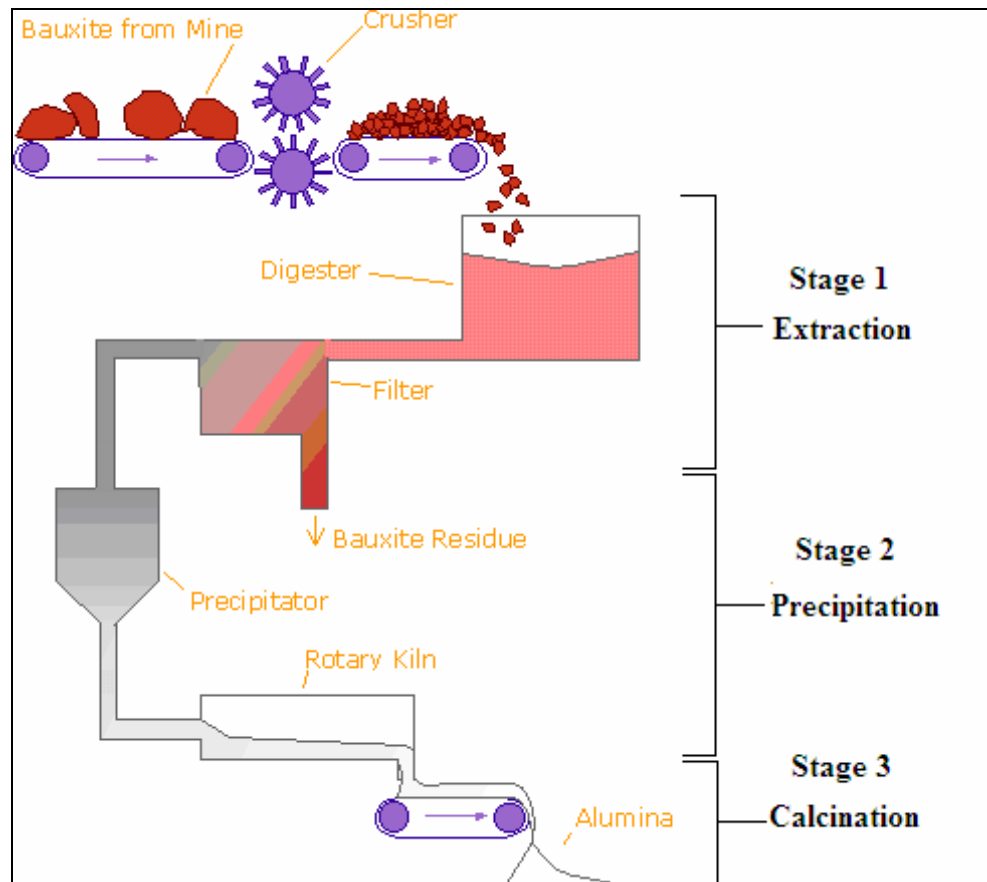 Bauxite from Mine
Crusher
Digester
Stage 1
Extraction
Filter
Bauxite Residue
Stage 2
Precipitation
Precipitator
Rotary Kiln
Stage 3
Calcination
Alumina